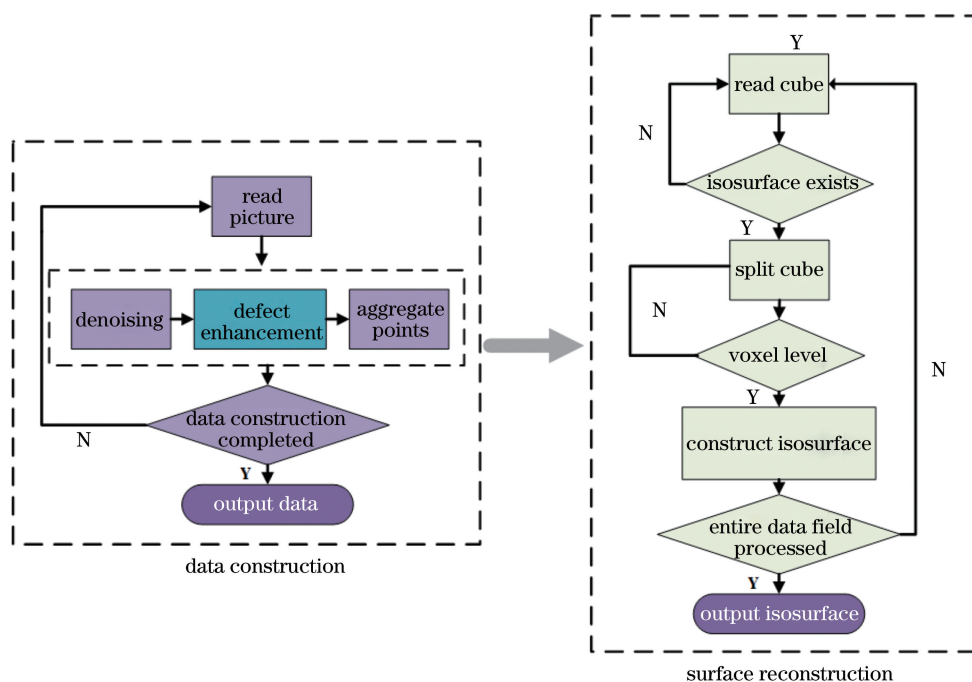 read
picture
denoising
defect
enhancement
aggregate
points
data construction
completed
N
Y
output data
data construction
Y
read cube
N
isosurface exists
Y
split cube
N
voxel level
N
Y
construct isosurface
entire data field
processed
Y
output isosurface
surface reconstruction